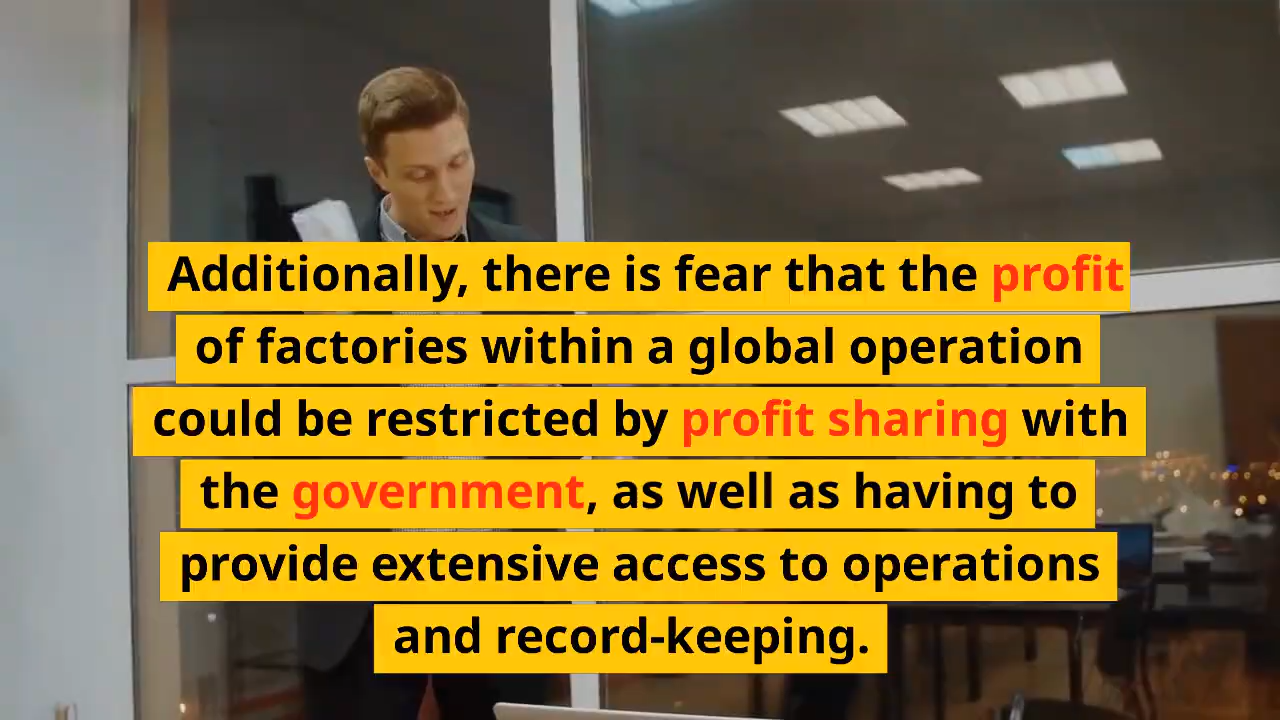 Additionally, there is fear that the profit
of factories within a global operation
could be restricted by profit sharing with
the government, as well as having to
provide extensive access to operations
and record-keeping.